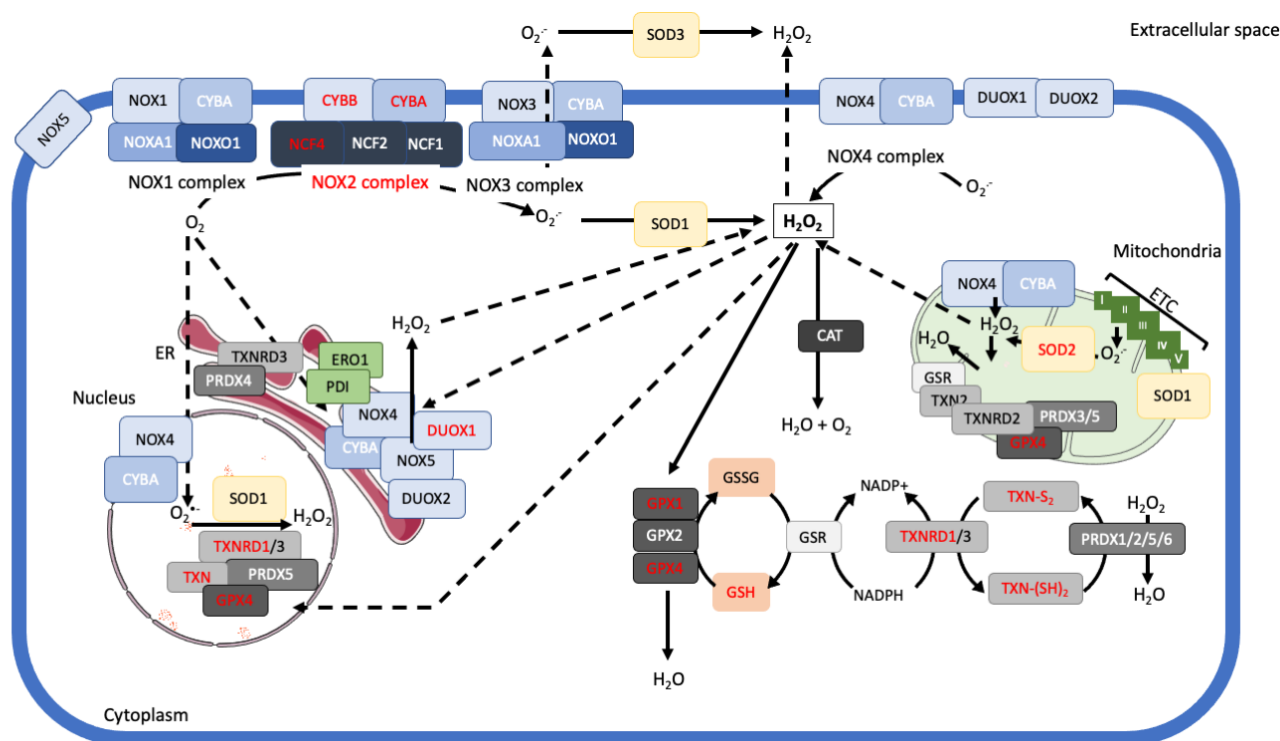 O₂·⁻
SOD3
H₂O₂
Extracellular space
NOX5
NOX1
CYBA
NOXA1
NOXO1
NOX1 complex
CYBB
CYBA
NCF4
NCF2
NCF1
NOX2 complex
NOX3
CYBA
NOXA1
NOXO1
NOX3 complex
NOX4
CYBA
DUOX1
DUOX2
NOX4 complex
O₂·⁻
O₂
O₂·⁻
SOD1
H₂O₂
Mitochondria
NOX4
CYBA
ETC
I
II
III
IV
V
H₂O₂
H₂O
SOD2
O₂·⁻
SOD1
GSR
TXN2
TXNRD2
PRDX3/5
GPX4
ER
TXNRD3
PRDX4
ERO1
PDI
H₂O₂
NOX4
CYBA
DUOX1
NOX5
DUOX2
CAT
H₂O + O₂
Nucleus
NOX4
CYBA
SOD1
O₂·⁻
H₂O₂
TXNRD1/3
TXN
PRDX5
GPX4
GPX1
GPX2
GPX4
H₂O
GSSG
GSH
GSR
NADP+
NADPH
TXNRD1/3
TXN-S₂
TXN-(SH)₂
H₂O₂
PRDX1/2/5/6
H₂O
Cytoplasm